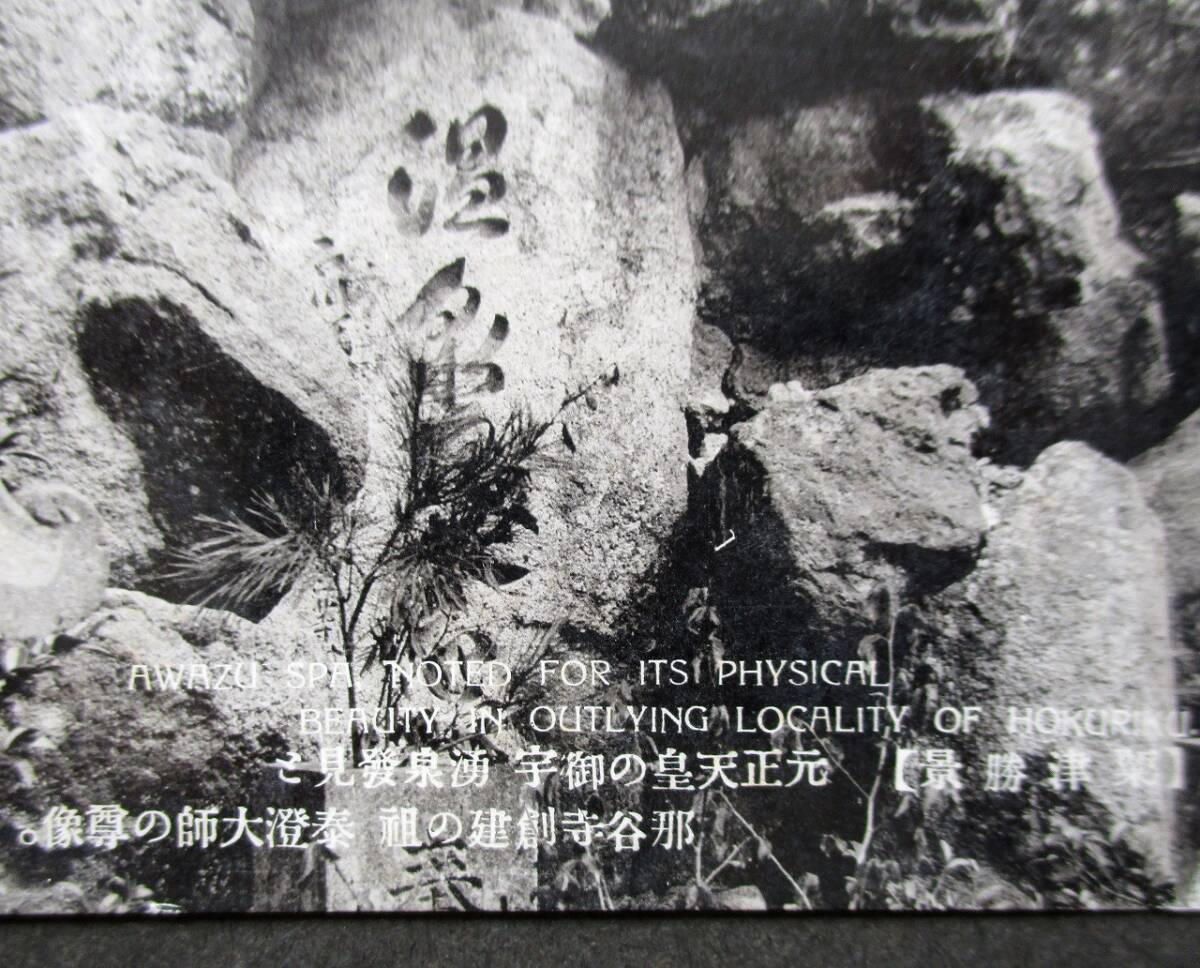 温
AWAZU SPA, NOTED FOR ITS PHYSICAL
BEAUTY IN OUTLYING LOCALITY OF HOKURIKU.
【粟津勝景】 元正天皇の御宇 湧泉發見と
那谷寺創建の祖 泰澄大師の尊像。